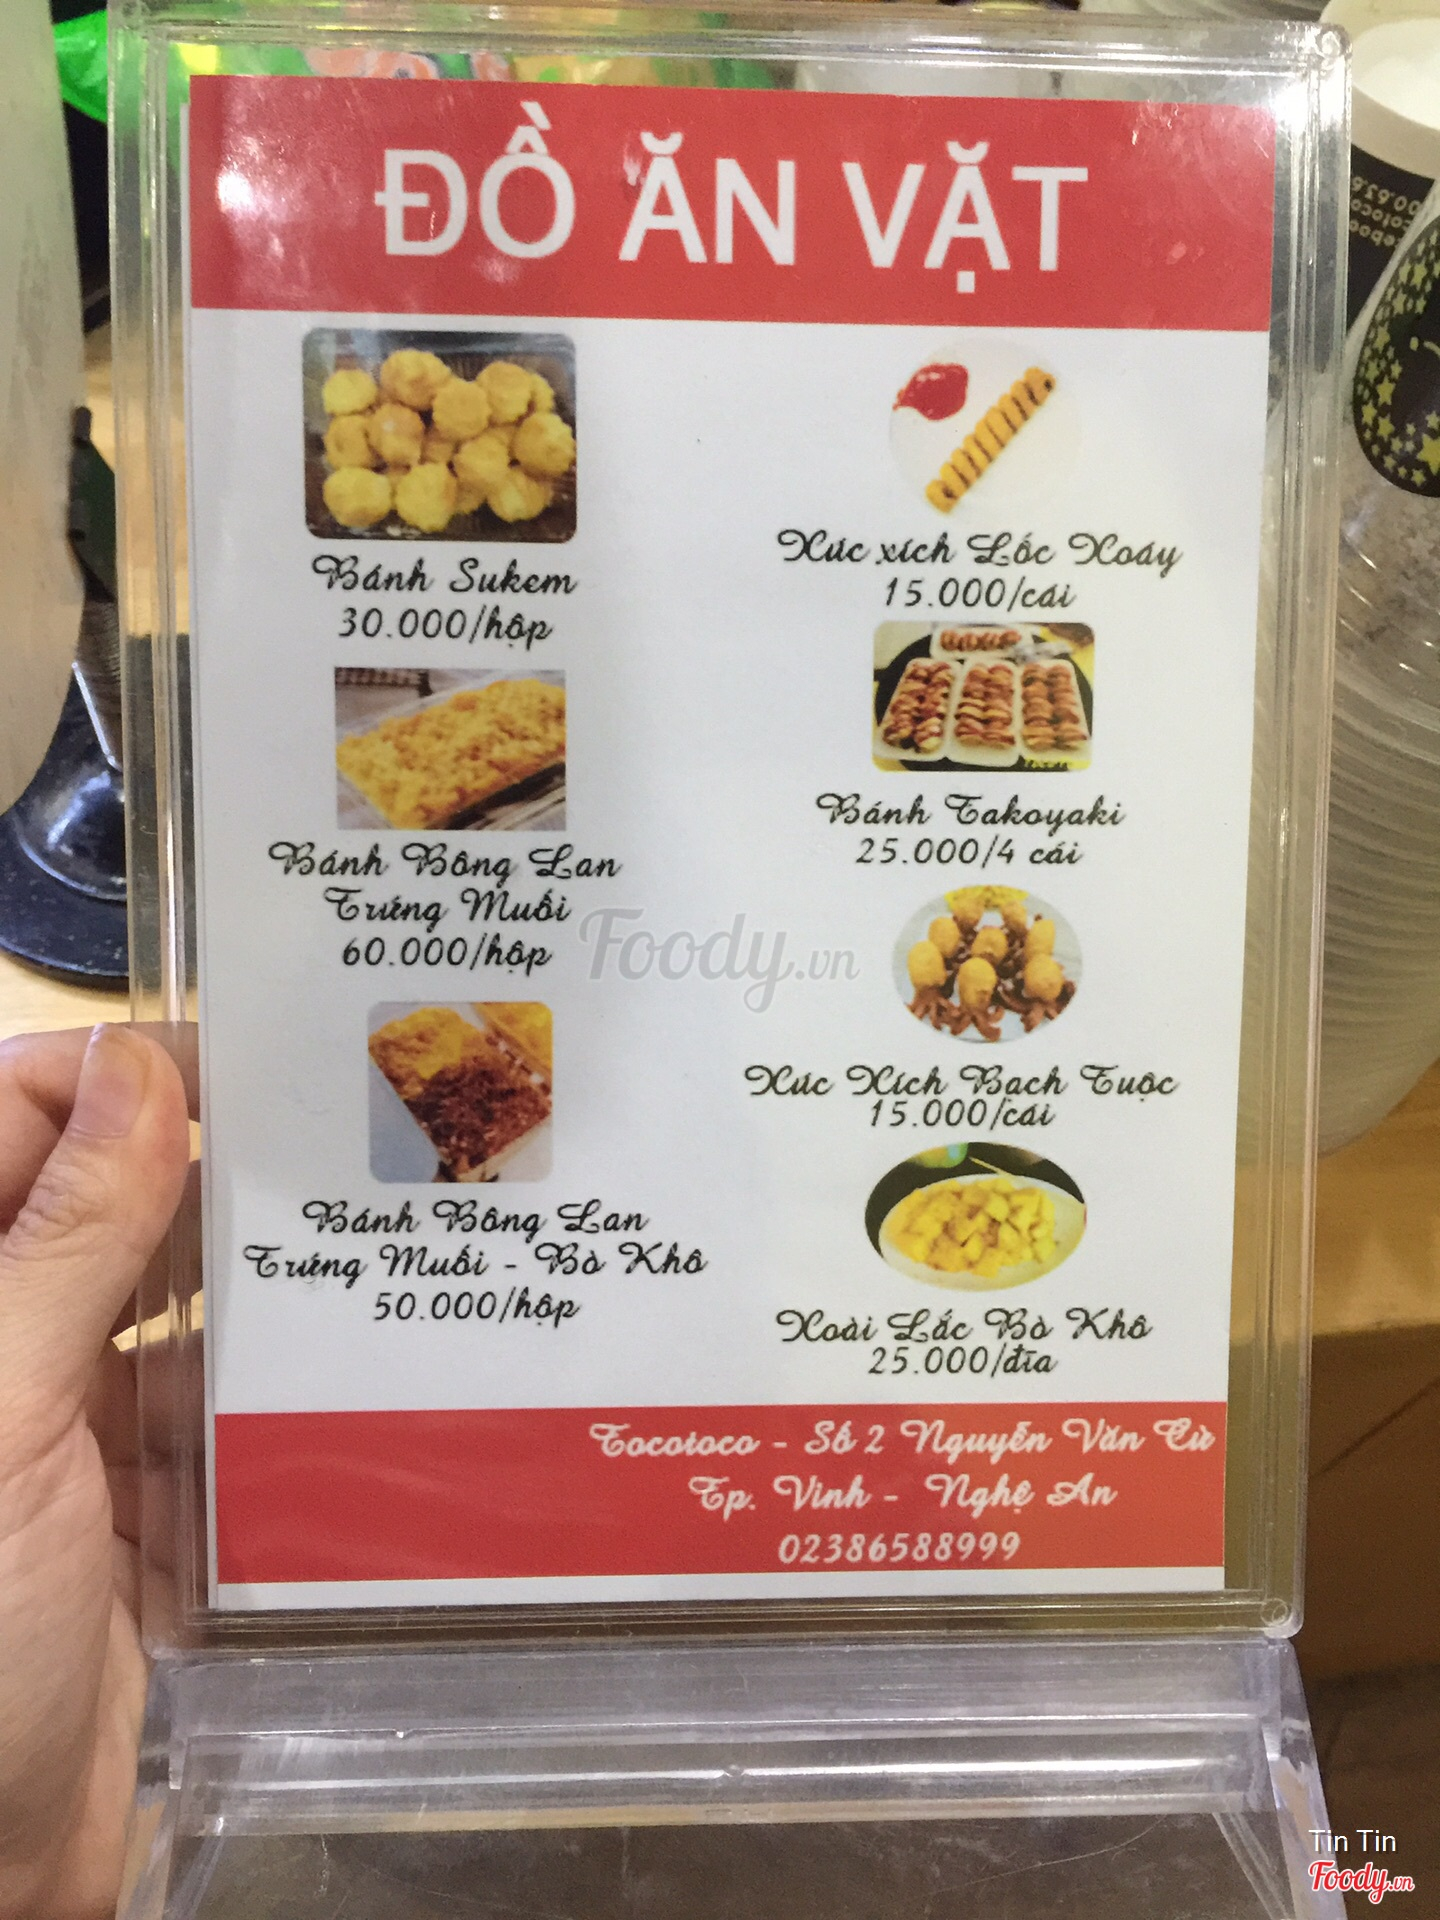 ĐỒ ĂN VẶT
Bánh Sukem
30.000/hộp
Bánh Bông Lan
Trứng Muối
60.000/hộp
Bánh Bông Lan
Trứng Muối - Bò Khô
50.000/hộp
Xúc xích Lốc Xoáy
15.000/cái
Bánh Takoyaki
25.000/4 cái
Xúc Xích Bạch Tuộc
15.000/cái
Xoài Lắc Bò Khô
25.000/đĩa
Tocotoco - Số 2 Nguyễn Văn Cừ
Tp. Vinh - Nghệ An
02386588999
Foody.vn
Tin Tin
Foody.vn